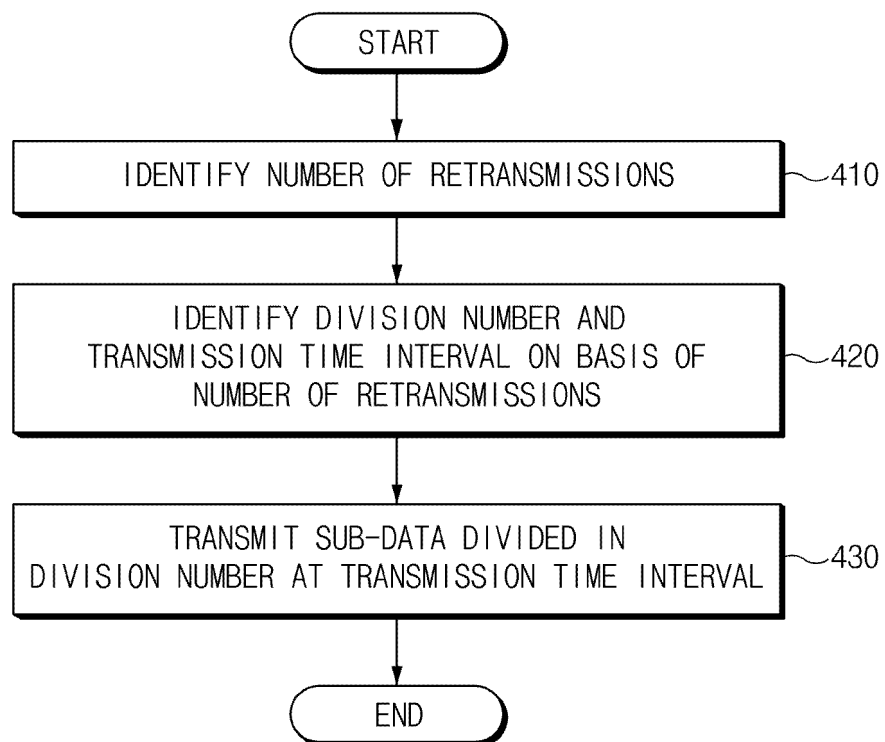 START
IDENTIFY NUMBER OF RETRANSMISSIONS
410
IDENTIFY DIVISION NUMBER AND
TRANSMISSION TIME INTERVAL ON BASIS OF
NUMBER OF RETRANSMISSIONS
420
TRANSMIT SUB-DATA DIVIDED IN
DIVISION NUMBER AT TRANSMISSION TIME INTERVAL
430
END